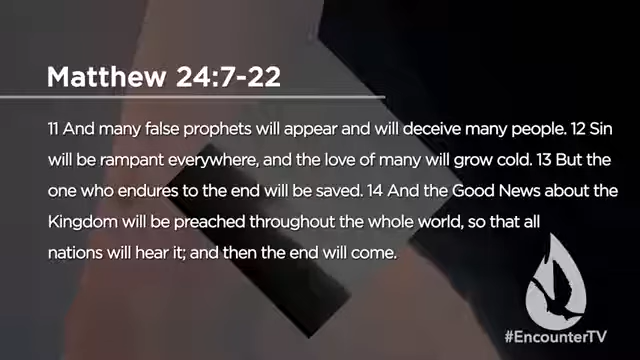 Matthew 24:7-22
11 And many false prophets will appear and will deceive many people. 12 Sin
will be rampant everywhere, and the love of many will grow cold. 13 But the
one who endures to the end will be saved. 14 And the Good News about the
Kingdom will be preached throughout the whole world, so that all
nations will hear it; and then the end will come.
#EncounterTV